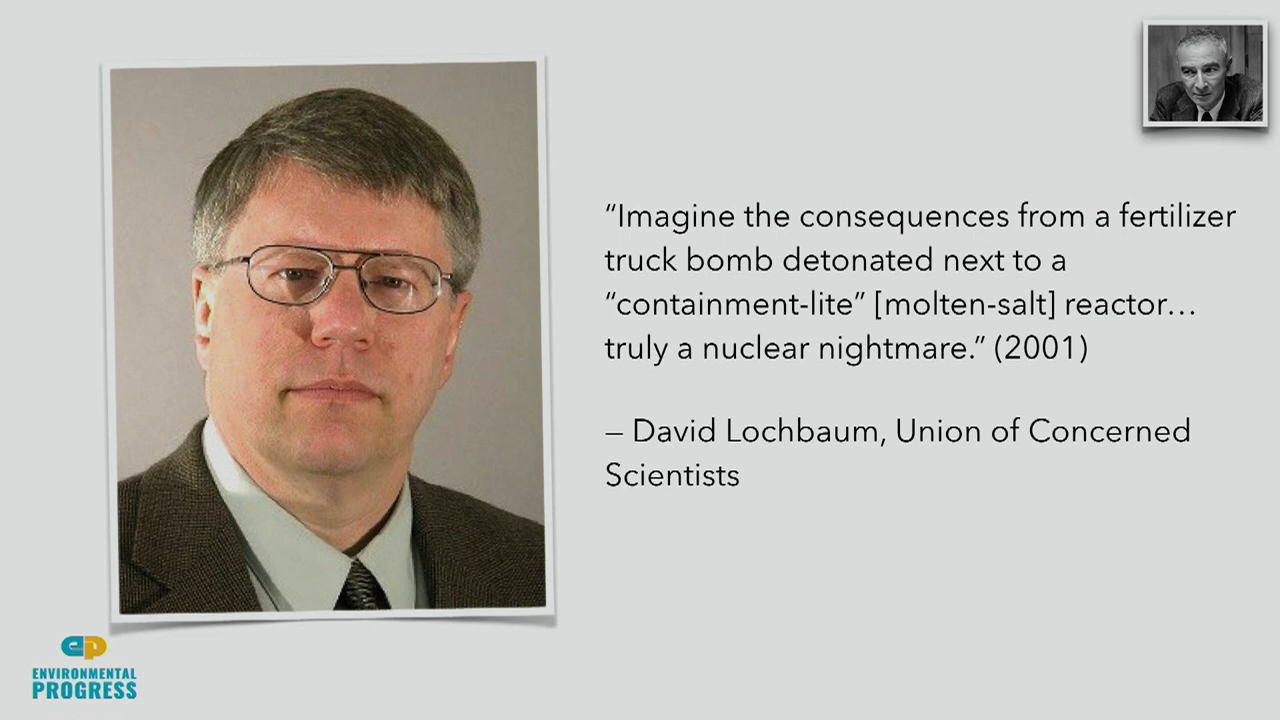 “Imagine the consequences from a fertilizer
truck bomb detonated next to a
“containment-lite” [molten-salt] reactor…
truly a nuclear nightmare.” (2001)
– David Lochbaum, Union of Concerned
Scientists
ep
ENVIRONMENTAL
PROGRESS